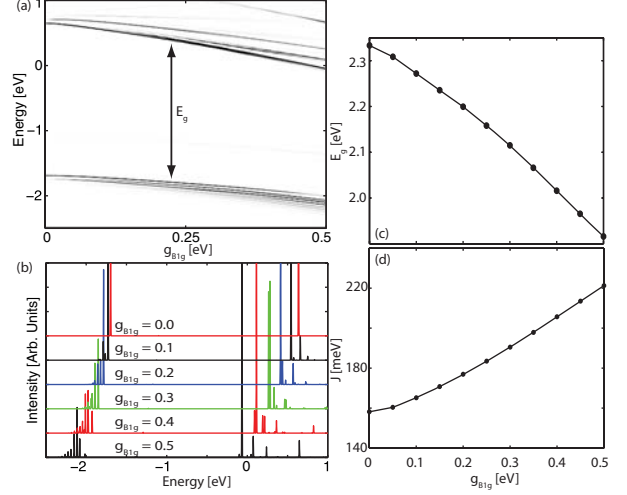 (a)
0
−1
−2
Energy [eV]
E_g
0
0.25
0.5
g_B1g [eV]
(b)
Intensity [Arb. Units]
g_B1g = 0.0
g_B1g = 0.1
g_B1g = 0.2
g_B1g = 0.3
g_B1g = 0.4
g_B1g = 0.5
−2
−1
0
1
Energy [eV]
2.3
2.2
2.1
2.0
E_g [eV]
(c)
(d)
220
180
160
140
J [meV]
0
0.1
0.2
0.3
0.4
0.5
g_B1g [eV]